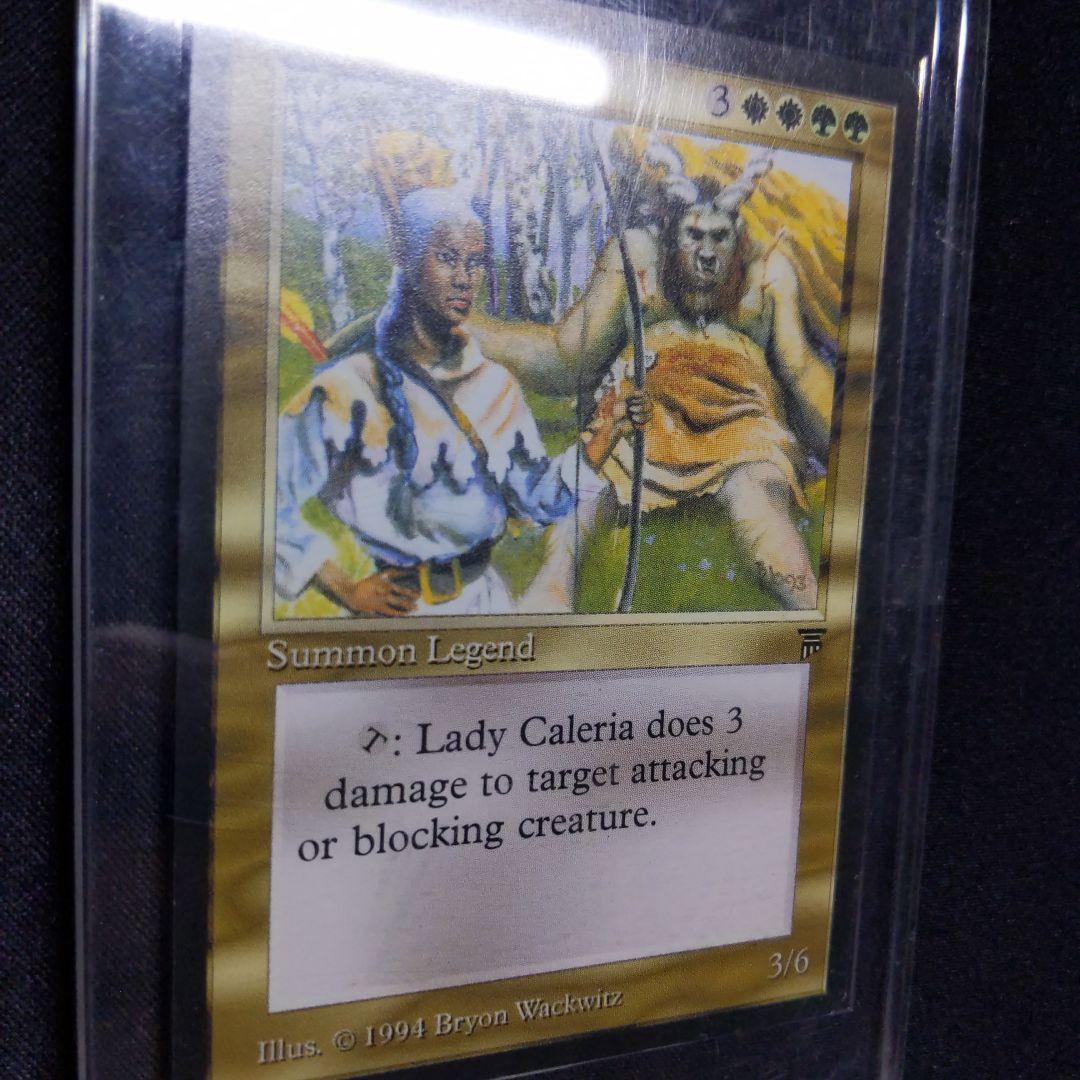 3
Summon Legend
: Lady Caleria does 3
damage to target attacking
or blocking creature.
3/6
Illus. © 1994 Bryon Wackwitz